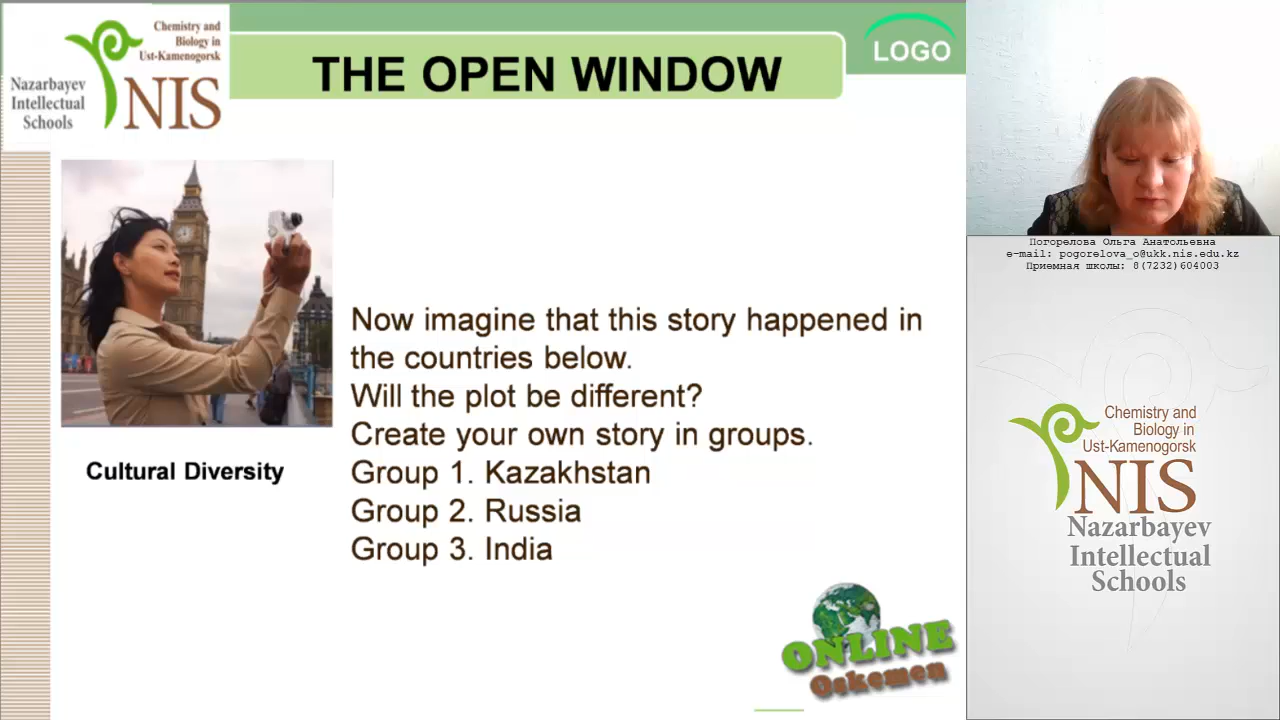 Chemistry and
Biology in
Ust-Kamenogorsk
Nazarbayev
Intellectual
Schools
NIS
THE OPEN WINDOW
LOGO
Now imagine that this story happened in
the countries below.
Will the plot be different?
Create your own story in groups.
Group 1. Kazakhstan
Group 2. Russia
Group 3. India
Cultural Diversity
ONLINE
Oskemen
Погорелова Ольга Анатольевна
e-mail: pogorelova_o@ukk.nis.edu.kz
Приемная школы: 8(7232)604003
Chemistry and
Biology in
Ust-Kamenogorsk
NIS
Nazarbayev
Intellectual
Schools